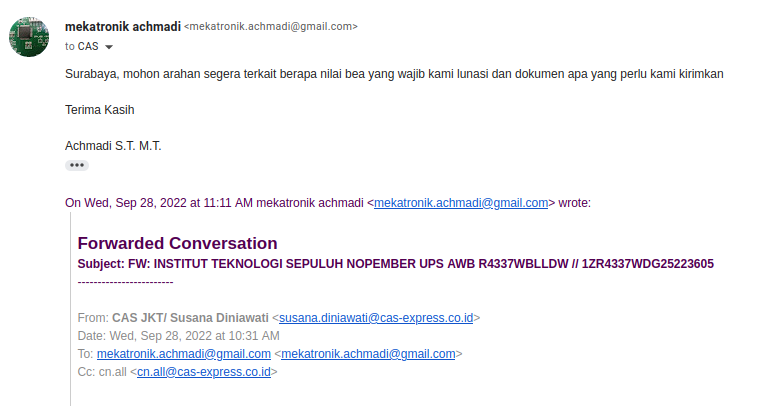 mekatronik achmadi <mekatronik.achmadi@gmail.com>
to CAS
Surabaya, mohon arahan segera terkait berapa nilai bea yang wajib kami lunasi dan dokumen apa yang perlu kami kirimkan
Terima Kasih
Achmadi S.T. M.T.
On Wed, Sep 28, 2022 at 11:11 AM mekatronik achmadi <mekatronik.achmadi@gmail.com> wrote:
Forwarded Conversation
Subject: FW: INSTITUT TEKNOLOGI SEPULUH NOPEMBER UPS AWB R4337WBLLDW // 1ZR4337WDG25223605
------------------------
From: CAS JKT/ Susana Diniawati <susana.diniawati@cas-express.co.id>
Date: Wed, Sep 28, 2022 at 10:31 AM
To: mekatronik.achmadi@gmail.com <mekatronik.achmadi@gmail.com>
Cc: cn.all <cn.all@cas-express.co.id>